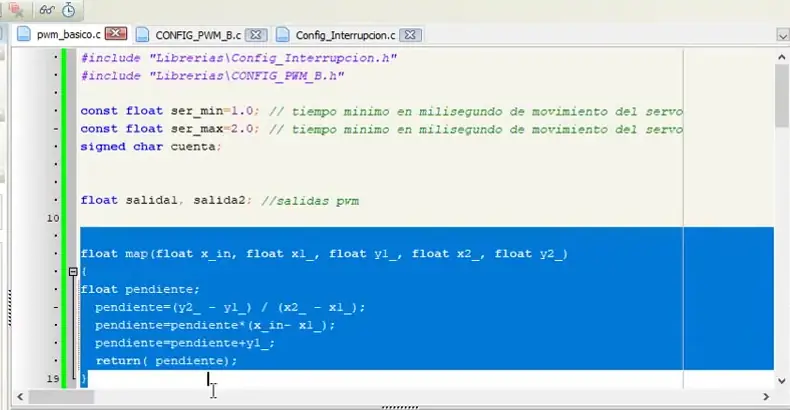 pwm_basico.c CONFIG_PWM_B.c Config_Interrupcion.c
#include "Librerias\Config_Interrupcion.h"
#include "Librerias\CONFIG_PWM_B.h"
const float ser_min=1.0; // tiempo minimo en milisegundo de movimiento del servo
const float ser_max=2.0; // tiempo minimo en milisegundo de movimiento del servo
signed char cuenta;
float salida1, salida2; //salidas pwm
10
float map(float x_in, float x1_, float y1_, float x2_, float y2_)
{
float pendiente;
pendiente=(y2_ - y1_) / (x2_ - x1_);
pendiente=pendiente*(x_in- x1_);
pendiente=pendiente+y1_;
return( pendiente);
19 }